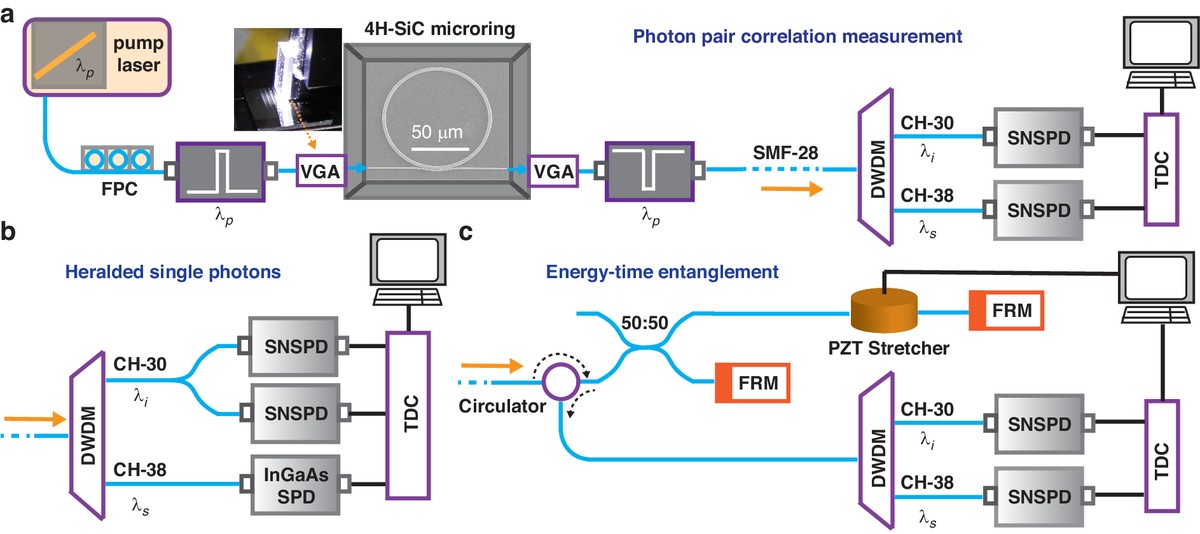 a
pump
laser
λp
FPC
λp
VGA
4H-SiC microring
50 μm
VGA
λp
Photon pair correlation measurement
SMF-28
DWDM
CH-30
λi
CH-38
λs
SNSPD
SNSPD
TDC
b
Heralded single photons
DWDM
CH-30
λi
CH-38
λs
SNSPD
SNSPD
InGaAs
SPD
TDC
c
Energy-time entanglement
50:50
Circulator
FRM
PZT Stretcher
FRM
DWDM
CH-30
λi
CH-38
λs
SNSPD
SNSPD
TDC